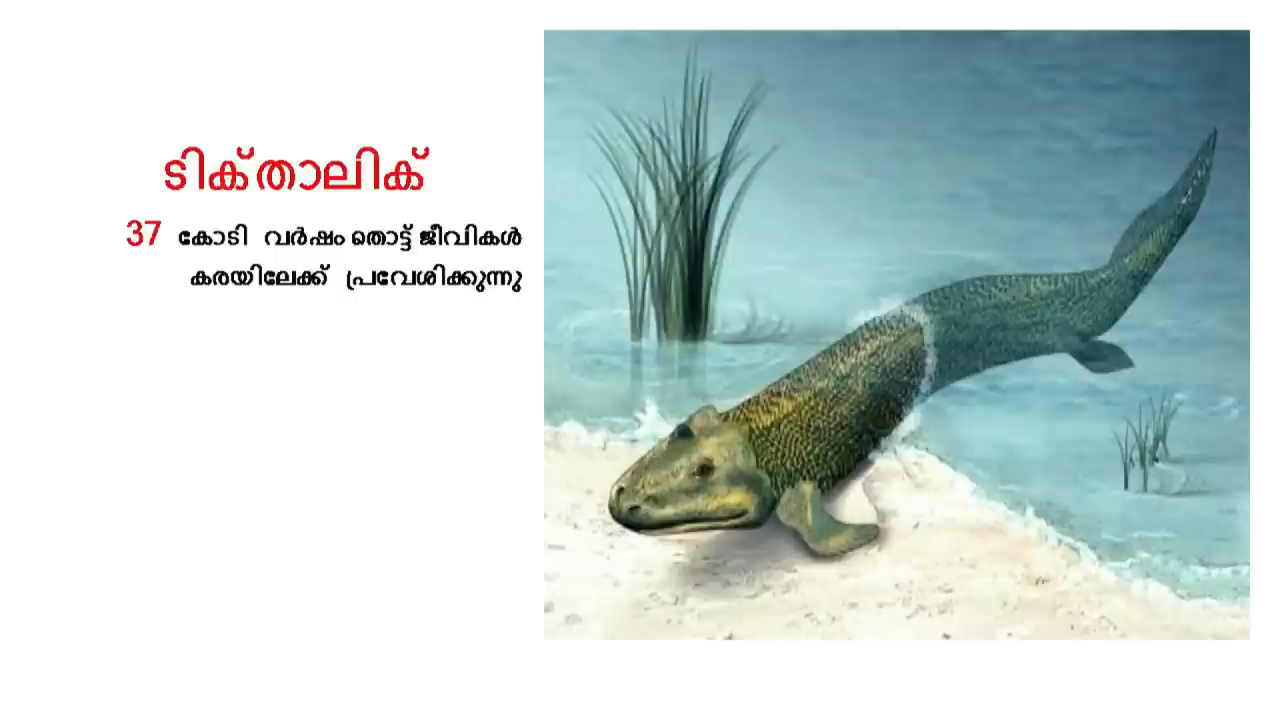 ടിക്താലിക്
37 കോടി വർഷം തൊട്ട് ജീവികൾ
കരയിലേക്ക് പ്രവേശിക്കുന്നു